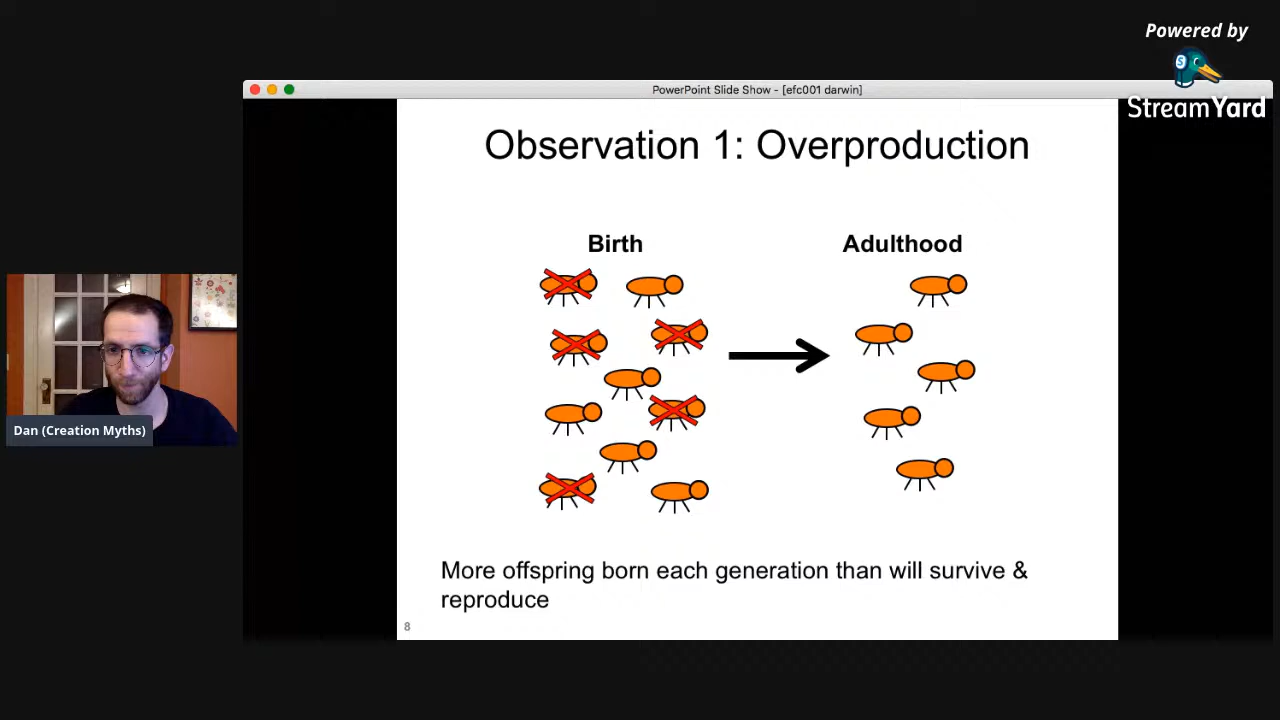 Powered by
StreamYard
PowerPoint Slide Show - [efc001 darwin]
Observation 1: Overproduction
Birth
Adulthood
More offspring born each generation than will survive &
reproduce
8
Dan (Creation Myths)